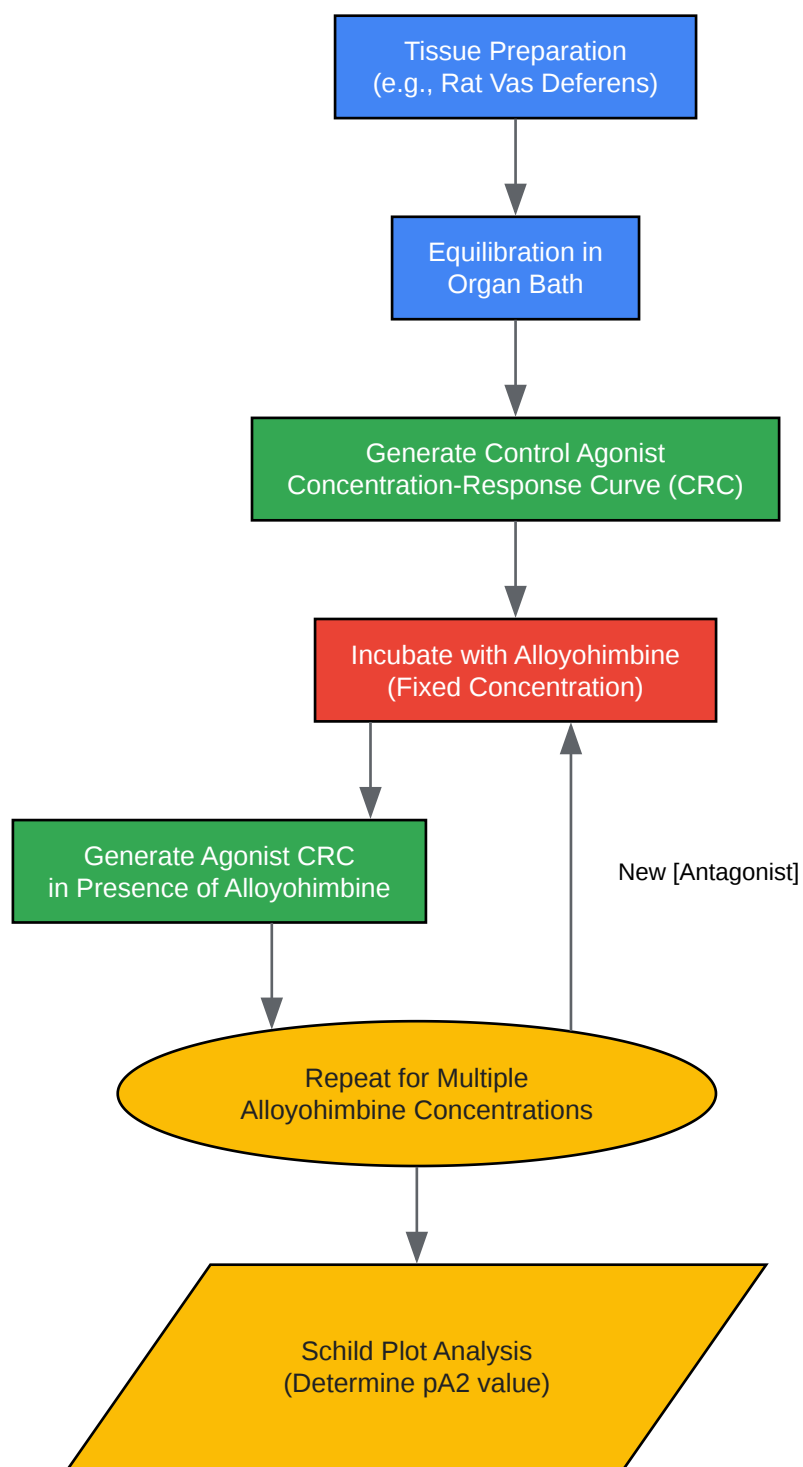 Tissue Preparation
(e.g., Rat Vas Deferens)
Equilibration in
Organ Bath
Generate Control Agonist
Concentration-Response Curve (CRC)
Incubate with Alloyohimbine
(Fixed Concentration)
Generate Agonist CRC
in Presence of Alloyohimbine
New [Antagonist]
Repeat for Multiple
Alloyohimbine Concentrations
Schild Plot Analysis
(Determine pA2 value)